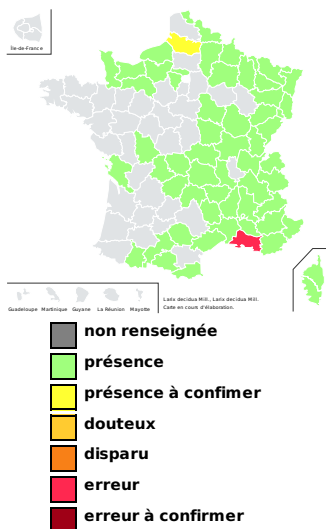 Île-de-France
Guadeloupe Martinique Guyane La Réunion Mayotte
Larix decidua Mill., Larix decidua Mill.
Carte en cours d'élaboration.
non renseignée
présence
présence à confimer
douteux
disparu
erreur
erreur à confirmer